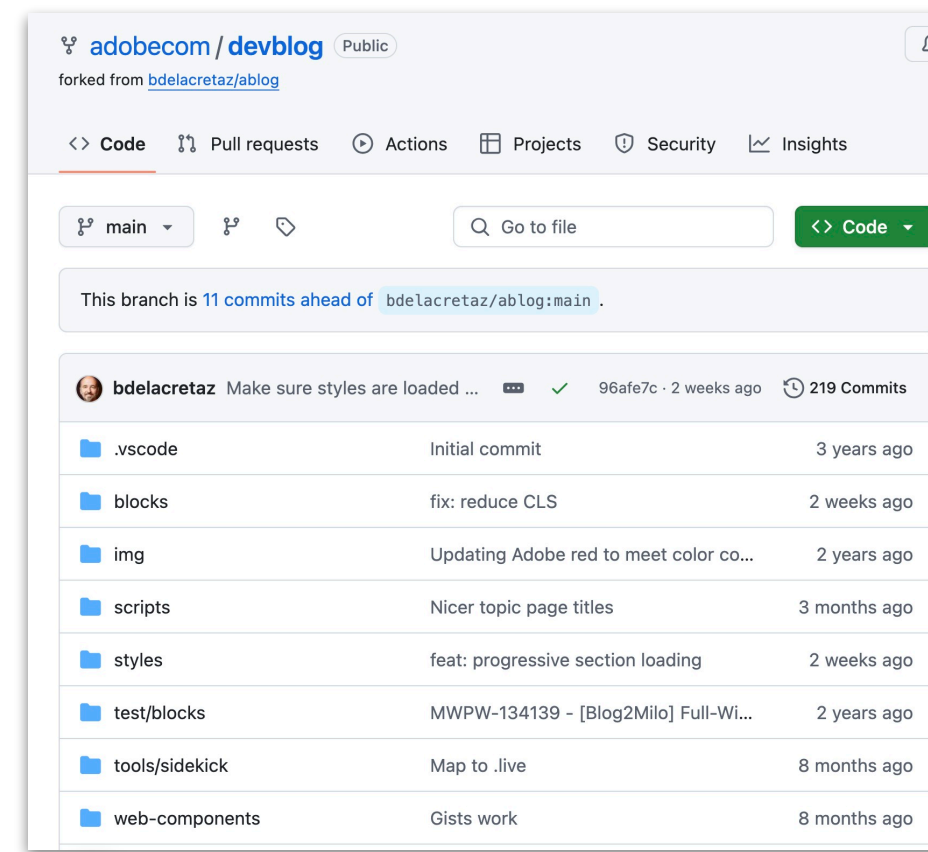 adobecom / devblog Public
forked from bdelacretaz/ablog
Code Pull requests Actions Projects Security Insights
main Go to file Code
This branch is 11 commits ahead of bdelacretaz/ablog:main .
bdelacretaz Make sure styles are loaded ... 96afe7c · 2 weeks ago 219 Commits
.vscode Initial commit 3 years ago
blocks fix: reduce CLS 2 weeks ago
img Updating Adobe red to meet color co... 2 years ago
scripts Nicer topic page titles 3 months ago
styles feat: progressive section loading 2 weeks ago
test/blocks MWPW-134139 - [Blog2Milo] Full-Wi... 2 years ago
tools/sidekick Map to .live 8 months ago
web-components Gists work 8 months ago